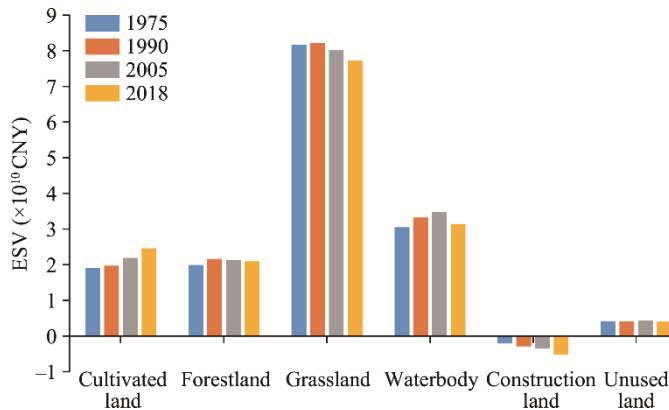 ESV (×10¹⁰ CNY)
9
8
7
6
5
4
3
2
1
0
–1
1975
1990
2005
2018
Cultivated
land
Forestland
Grassland
Waterbody
Construction
land
Unused
land